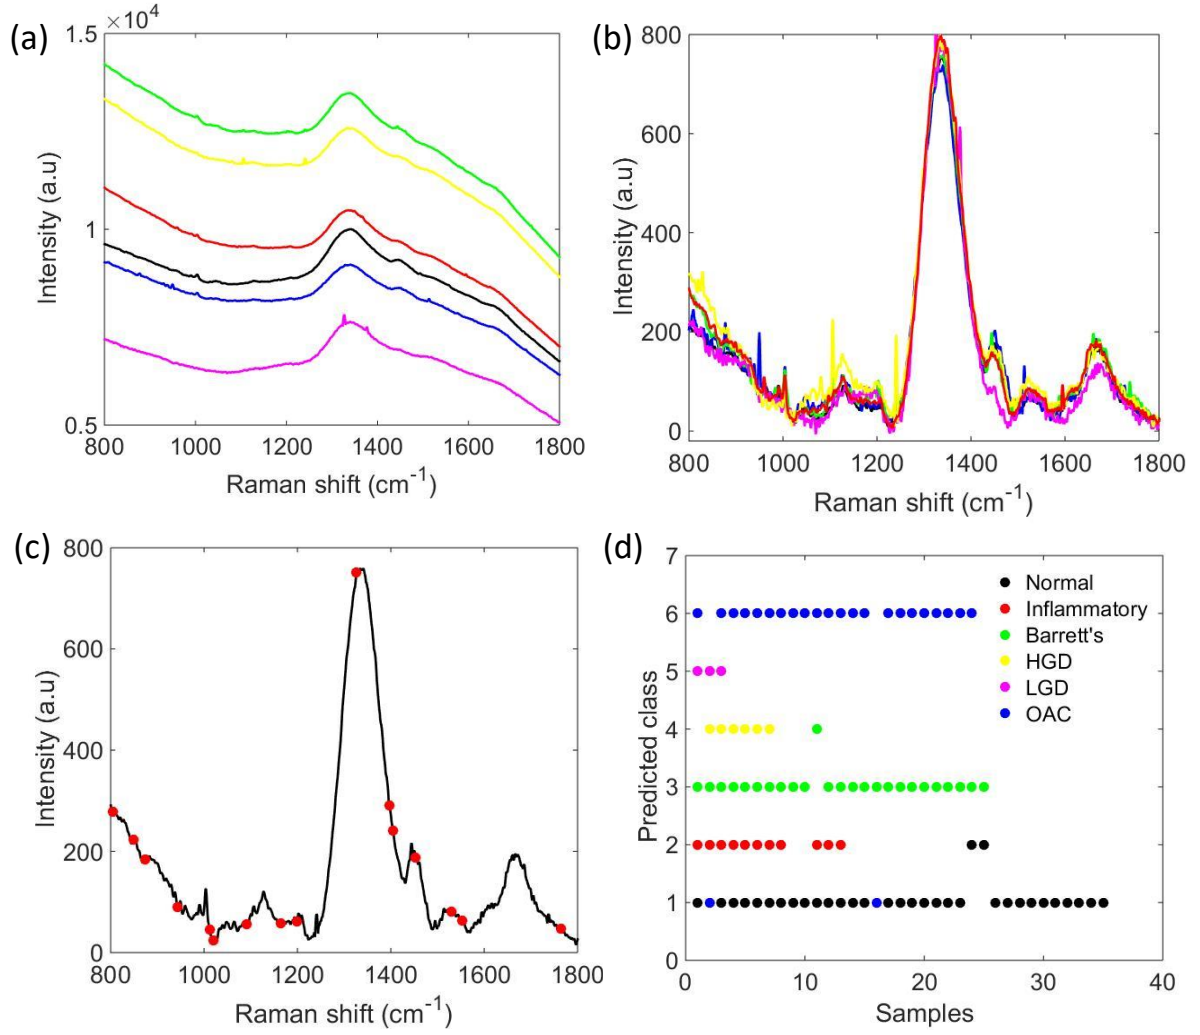 (a)
1.5 ×10⁴
1
0.5
Intensity (a.u)
800 1000 1200 1400 1600 1800
Raman shift (cm⁻¹)
(b)
800
600
400
200
0
Intensity (a.u)
800 1000 1200 1400 1600 1800
Raman shift (cm⁻¹)
(c)
800
600
400
200
0
Intensity (a.u)
800 1000 1200 1400 1600 1800
Raman shift (cm⁻¹)
(d)
7
6
5
4
3
2
1
0
Predicted class
Normal
Inflammatory
Barrett's
HGD
LGD
OAC
0 10 20 30 40
Samples